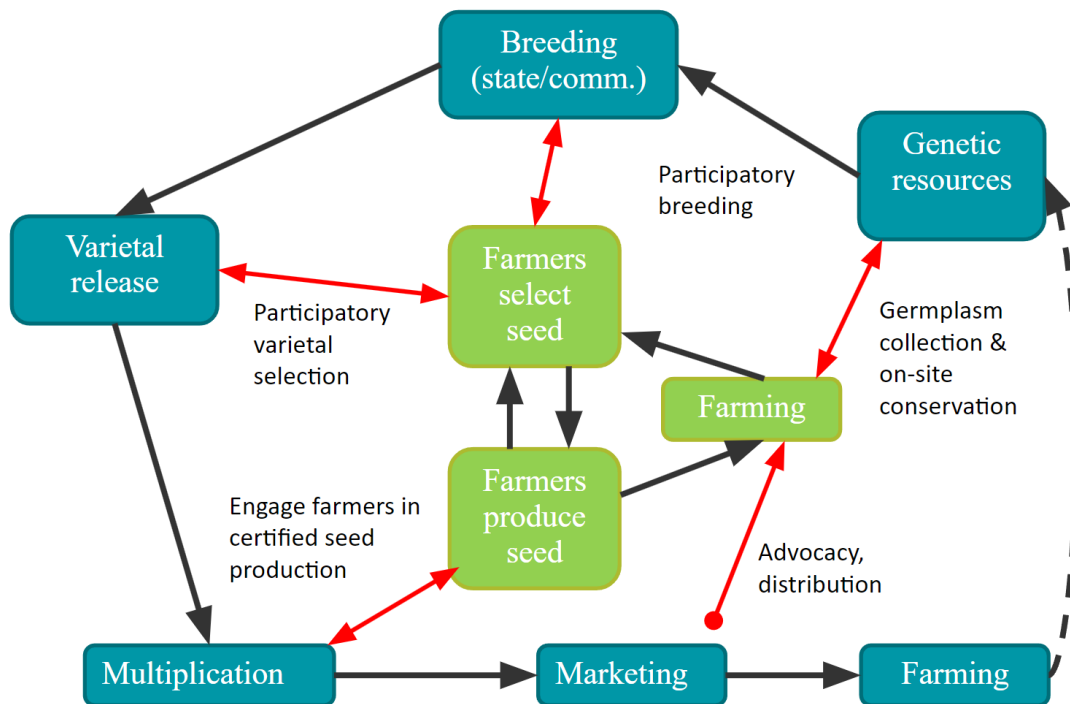 Breeding
(state/comm.)
Genetic
resources
Participatory
breeding
Varietal
release
Farmers
select
seed
Participatory
varietal
selection
Germplasm
collection &
on-site
conservation
Farming
Farmers
produce
seed
Engage farmers in
certified seed
production
Advocacy,
distribution
Multiplication
Marketing
Farming